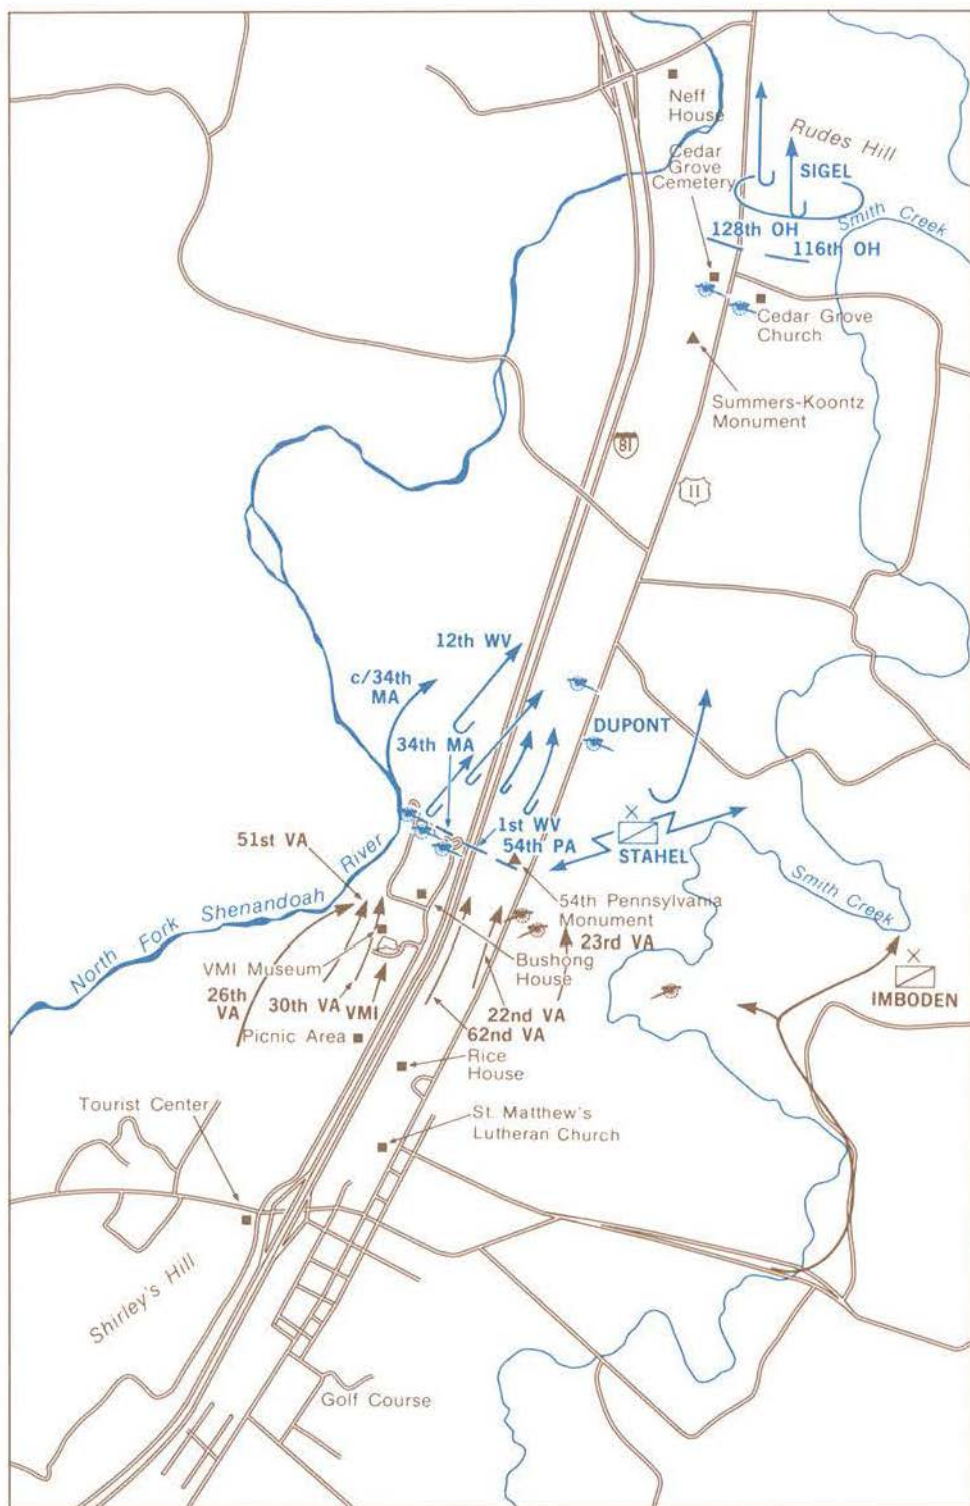 Neff
House
Rudes Hill
Cedar
Grove
Cemetery
SIGEL
Smith Creek
128th OH
116th OH
Cedar Grove
Church
Summers-Koontz
Monument
81
11
12th WV
c/34th
MA
34th MA
DUPONT
1st WV
54th PA
STAHEL
51st VA
North Fork Shenandoah River
Smith Creek
54th Pennsylvania
Monument
23rd VA
VMI Museum
Bushong
House
26th
VA
30th VA
VMI
22nd VA
62nd VA
IMBODEN
Picnic Area
Rice
House
Tourist Center
St. Matthew's
Lutheran Church
Shirley's Hill
Golf Course